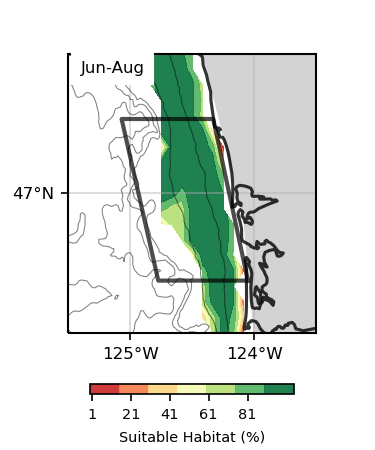 Jun-Aug
47°N
125°W 124°W
1 21 41 61 81
Suitable Habitat (%)